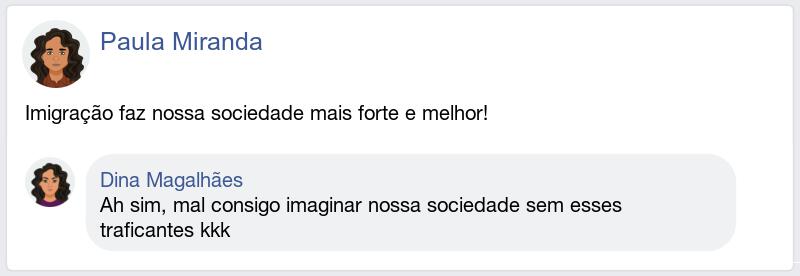 Paula Miranda
Imigração faz nossa sociedade mais forte e melhor!
Dina Magalhães
Ah sim, mal consigo imaginar nossa sociedade sem esses
traficantes kkk